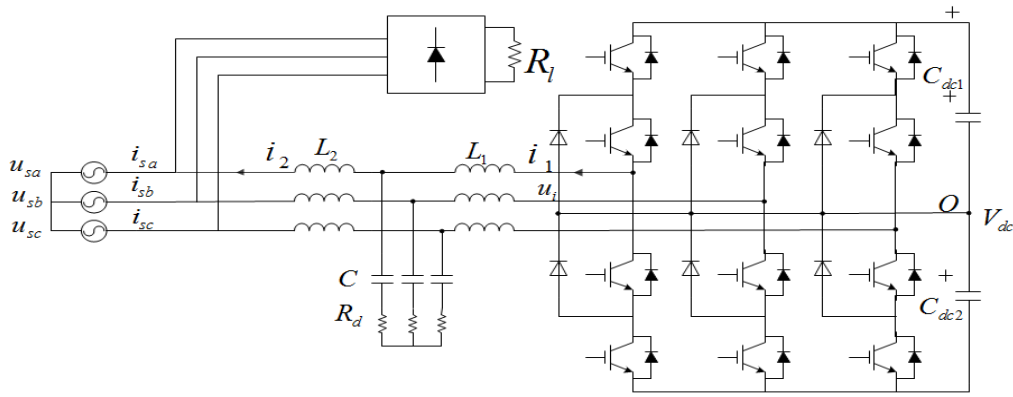 +
R_l
C_dc1
+
u_sa
i_sa
i_2
L_2
L_1
i_1
u_sb
i_sb
u_i
u_sc
i_sc
O
V_dc
+
C
R_d
C_dc2